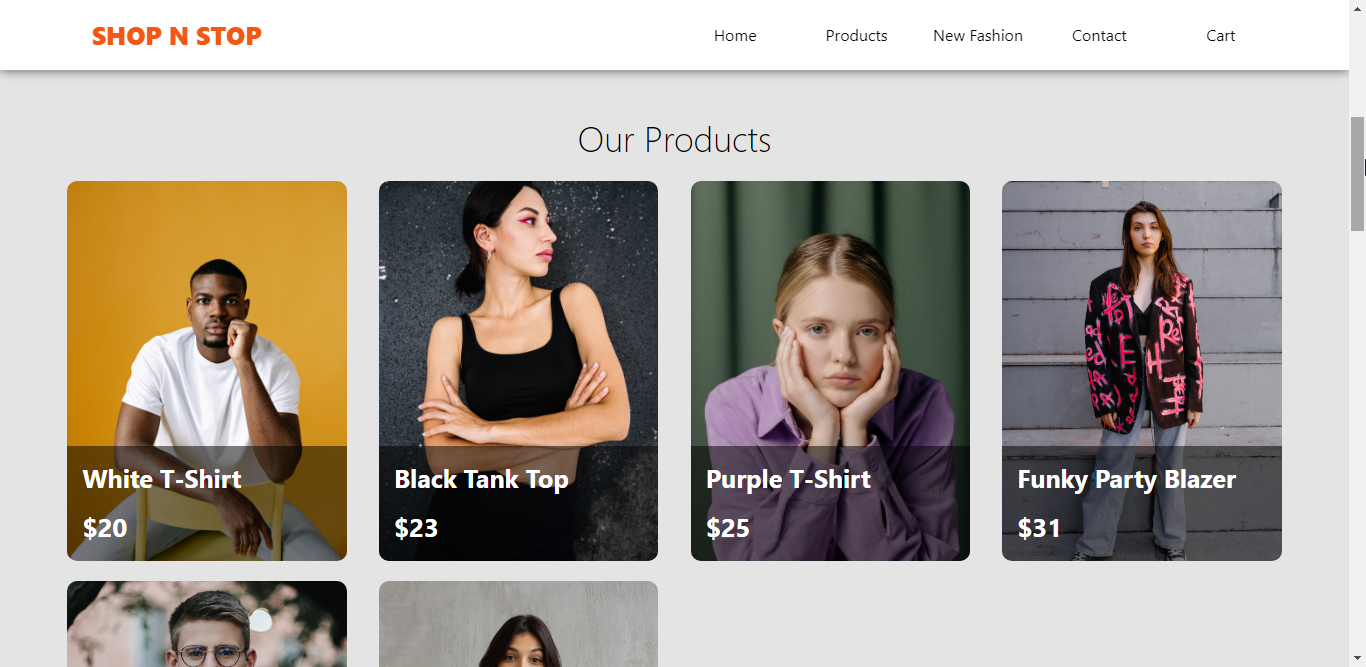 SHOP N STOP
Home Products New Fashion Contact Cart
Our Products
White T-Shirt
$20
Black Tank Top
$23
Purple T-Shirt
$25
Funky Party Blazer
$31